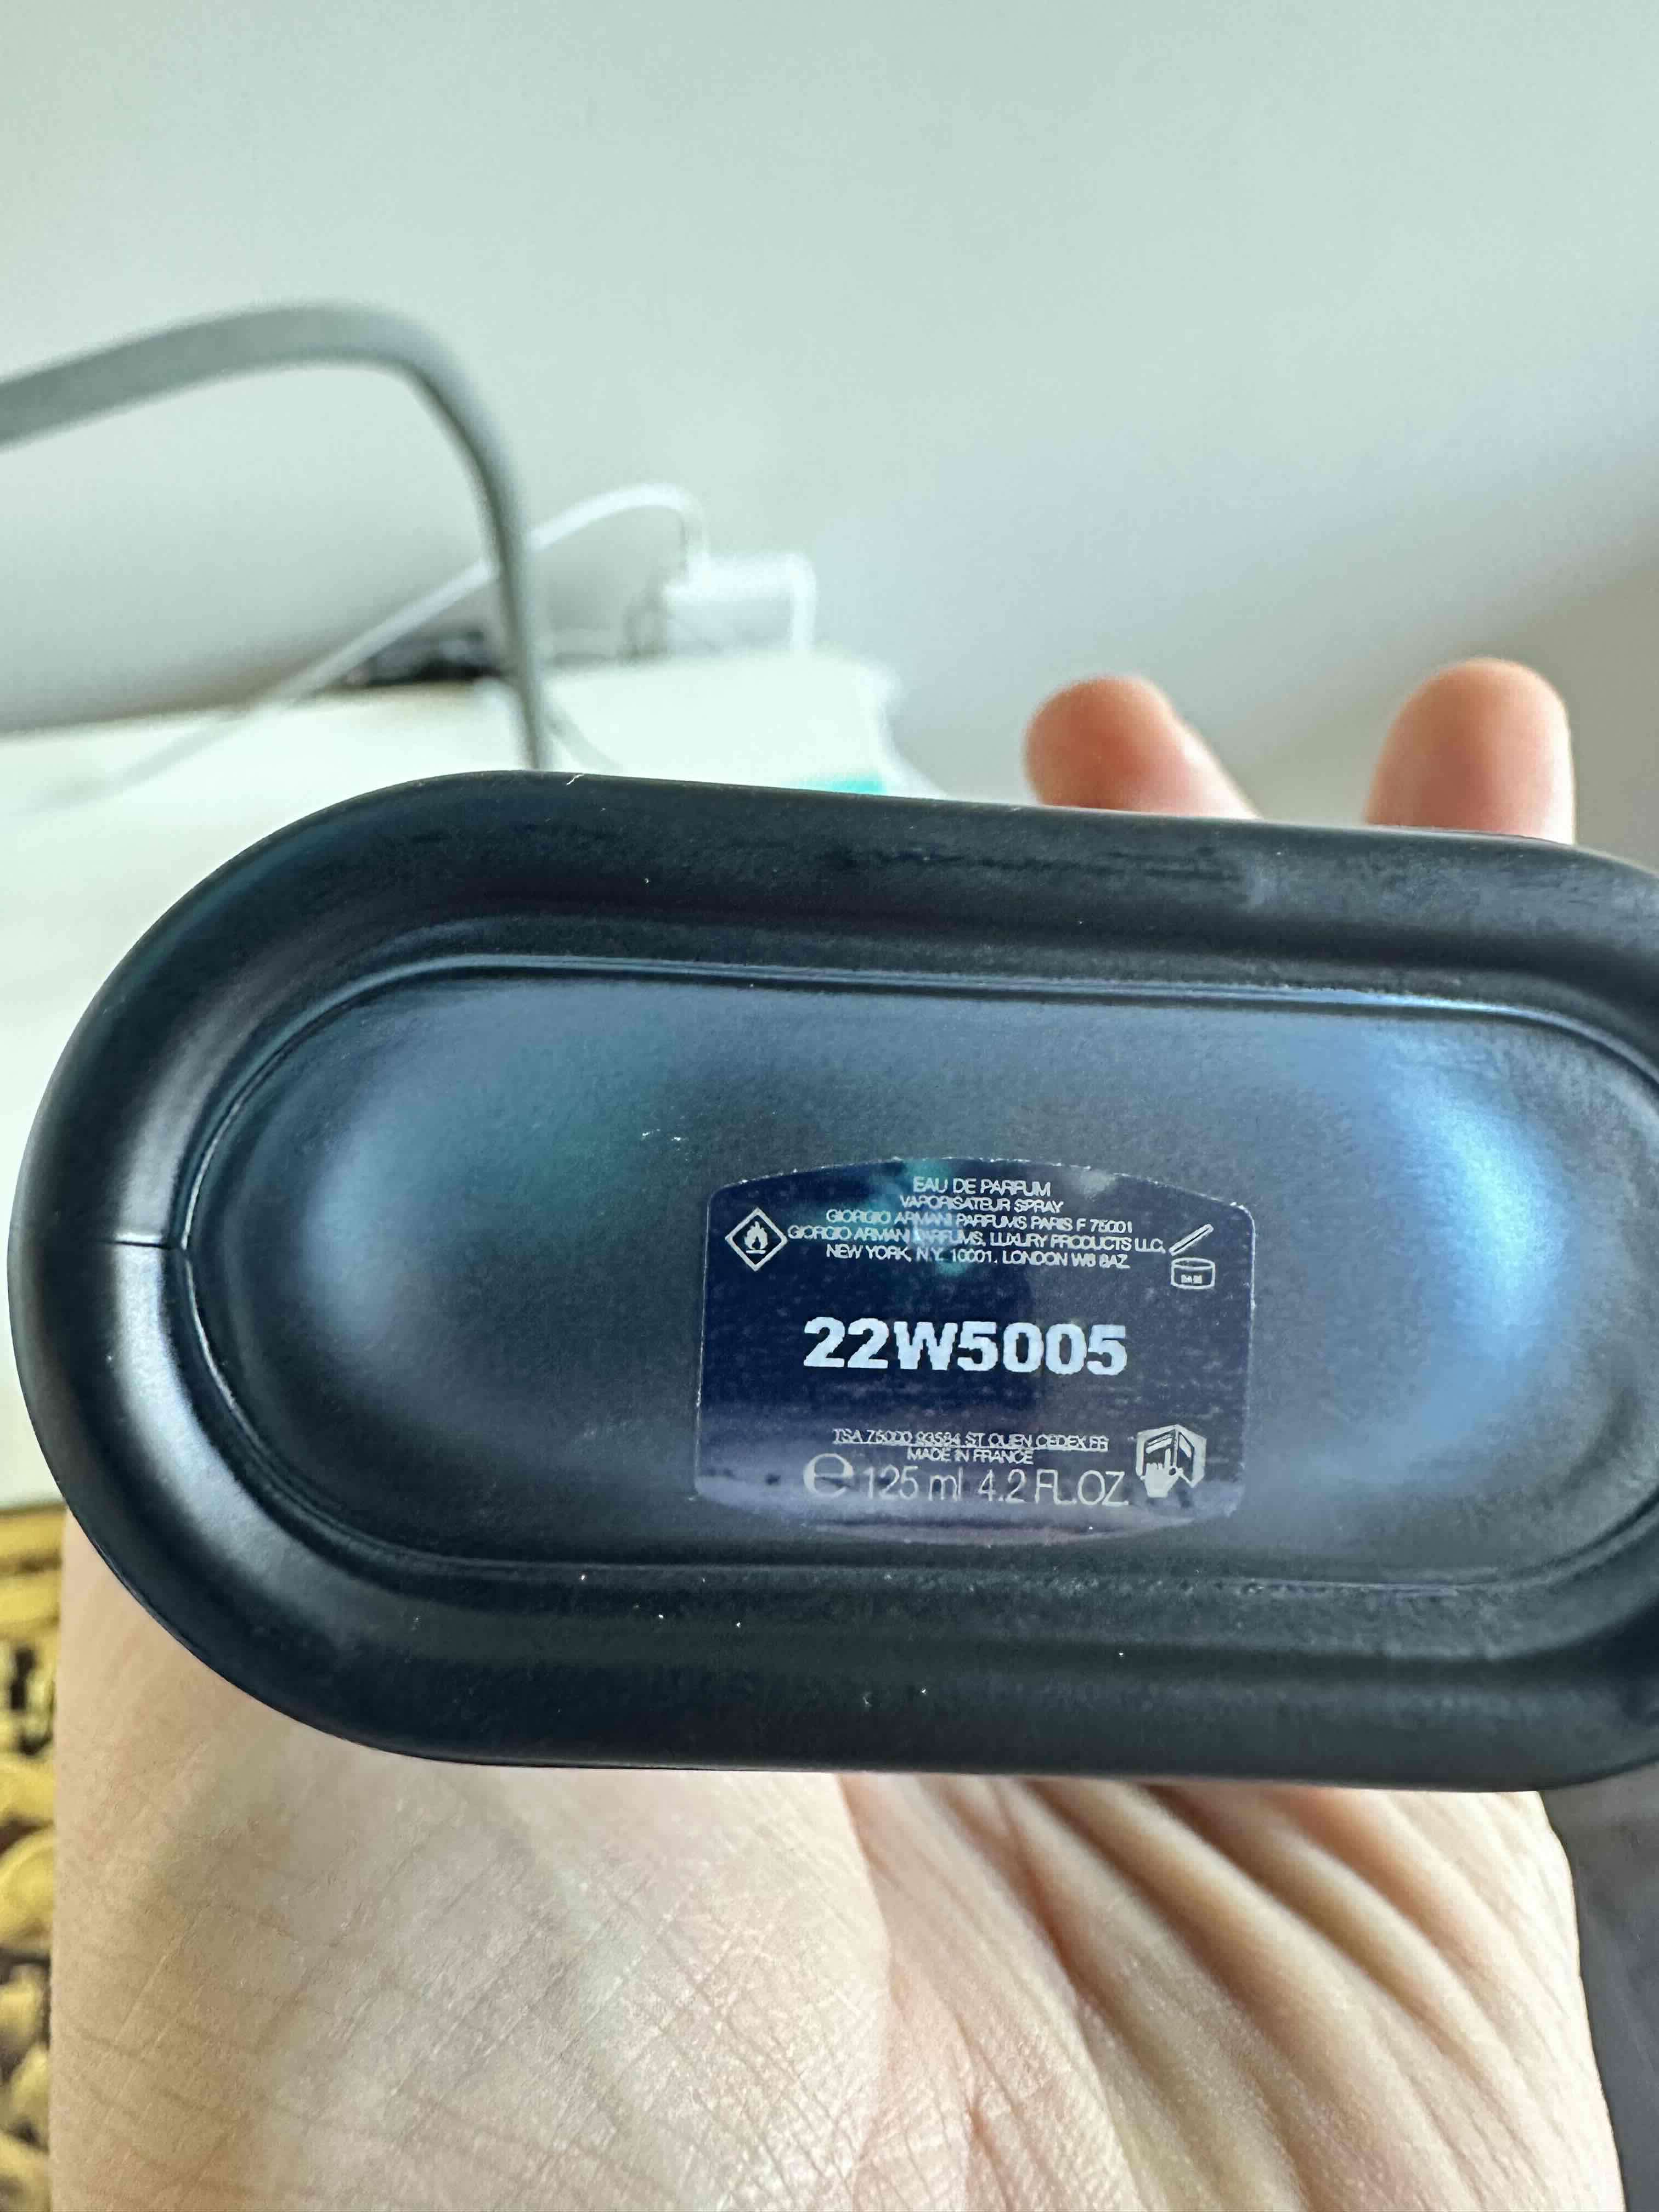 EAU DE PARFUM
VAPORISATEUR SPRAY
GIORGIO ARMANI PARFUMS PARIS F 75001
GIORGIO ARMANI PARFUMS, LUXURY PRODUCTS LLC,
NEW YORK, N.Y. 10001. LONDON W6 8AZ
22W5005
TSA 75000 93584 ST OUEN CEDEX FR
MADE IN FRANCE
℮ 125 ml 4.2 FL.OZ